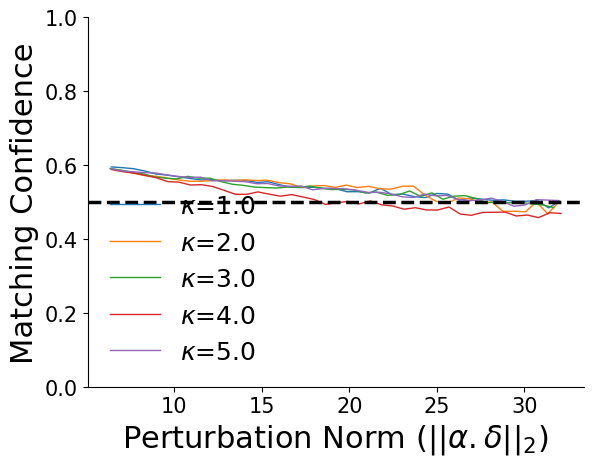 Matching Confidence
1.0
0.8
0.6
0.4
0.2
0.0
κ=1.0
κ=2.0
κ=3.0
κ=4.0
κ=5.0
10 15 20 25 30
Perturbation Norm (||α.δ||₂)